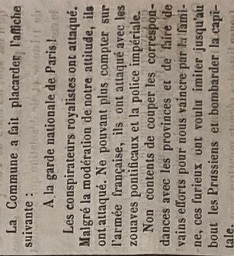 La Commune a fait placarder l'affiche
suivante :
A la garde nationale de Paris !
Les conspirateurs royalistes ont attaqué.
Malgré la modération de notre attitude, ils
ont attaqué. Ne pouvant plus compter sur
l'armée française, ils ont attaqué avec les
zouaves pontificaux et la police impériale.
Non contents de couper les correspon-
dances avec les provinces et de faire de
vains efforts pour nous vaincre par la fami-
ne, ces furieux ont voulu imiter jusqu'au
bout les Prussiens et bombarder la capi-
tale.